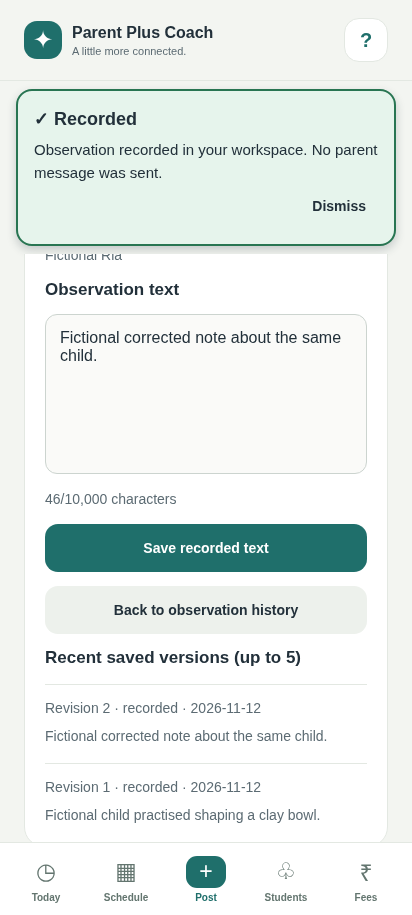 Parent Plus Coach
A little more connected.
?
✓ Recorded
Observation recorded in your workspace. No parent
message was sent.
Dismiss
Fictional Ria
Observation text
Fictional corrected note about the same
child.
46/10,000 characters
Save recorded text
Back to observation history
Recent saved versions (up to 5)
Revision 2 · recorded · 2026-11-12
Fictional corrected note about the same child.
Revision 1 · recorded · 2026-11-12
Fictional child practised shaping a clay bowl.
Today
Schedule
+
Post
Students
₹
Fees